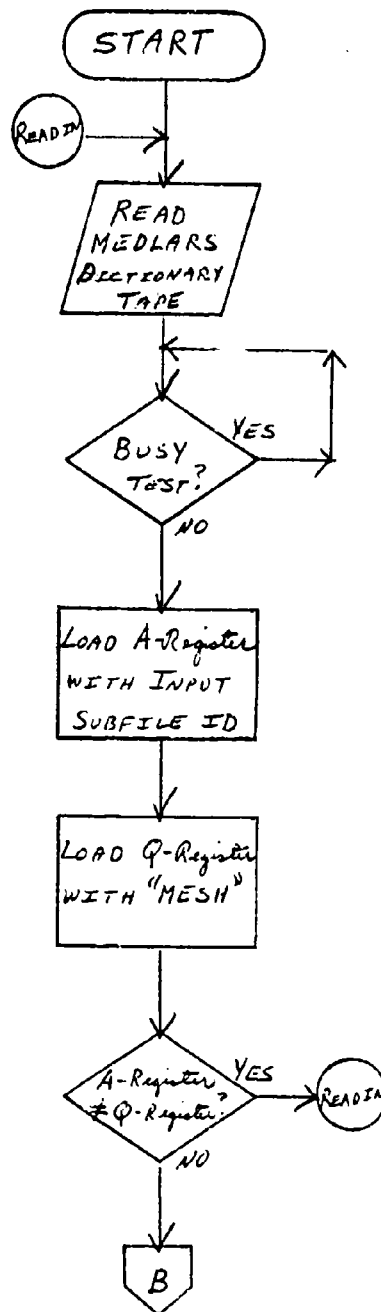 START
READ IN
READ
MEDLARS
DICTIONARY
TAPE
BUSY
TEST?
YES
NO
LOAD A-Register
WITH INPUT
SUBFILE ID
LOAD Q-Register
WITH "MESH"
A-Register
≠ Q-Register?
YES
READ IN
NO
B